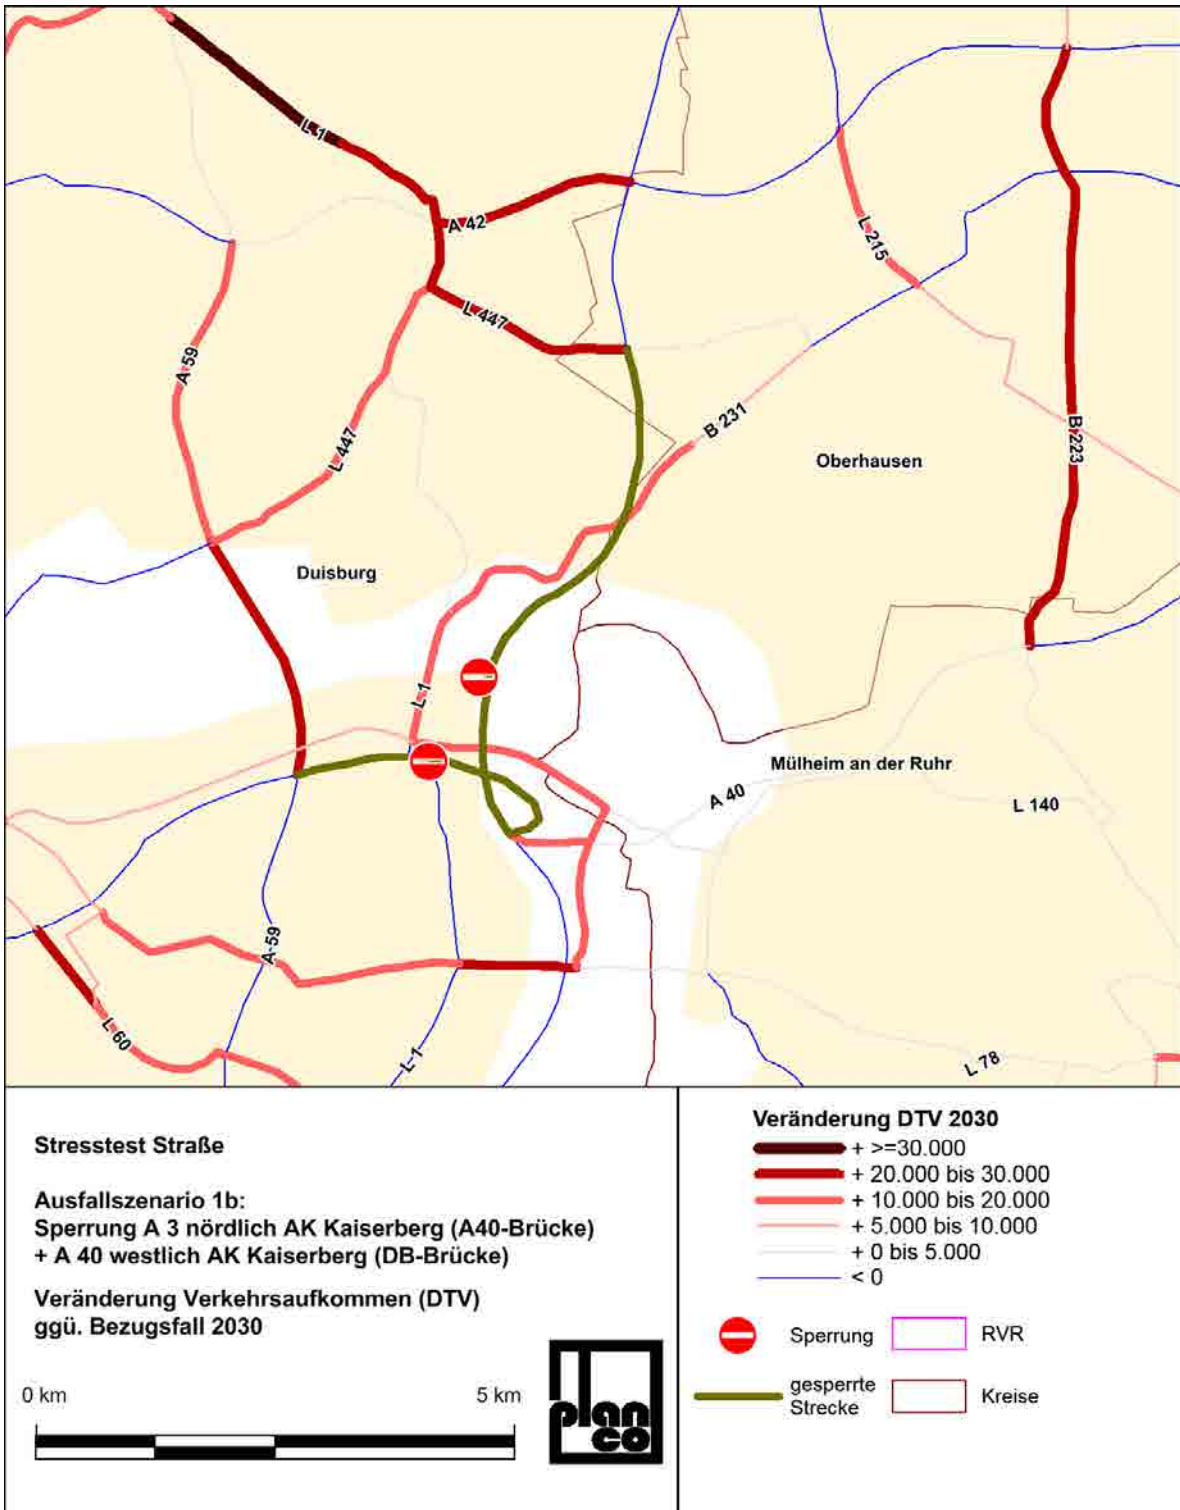 L 1
A 42
L 215
L 447
A 59
B 231
B 223
L 447
Oberhausen
Duisburg
L 1
Mülheim an der Ruhr
A 40
L 140
A 59
L 60
L 1
L 78
Stresstest Straße
Ausfallszenario 1b:
Sperrung A 3 nördlich AK Kaiserberg (A40-Brücke)
+ A 40 westlich AK Kaiserberg (DB-Brücke)
Veränderung Verkehrsaufkommen (DTV)
ggü. Bezugsfall 2030
0 km
5 km
plan
co
Veränderung DTV 2030
+ >=30.000
+ 20.000 bis 30.000
+ 10.000 bis 20.000
+ 5.000 bis 10.000
+ 0 bis 5.000
< 0
Sperrung
RVR
gesperrte
Strecke
Kreise